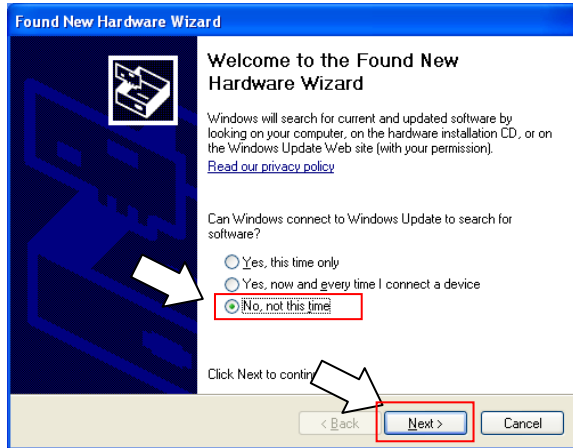 Found New Hardware Wizard
Welcome to the Found New
Hardware Wizard
Windows will search for current and updated software by
looking on your computer, on the hardware installation CD, or on
the Windows Update Web site (with your permission).
Read our privacy policy
Can Windows connect to Windows Update to search for
software?
Yes, this time only
Yes, now and every time I connect a device
No, not this time
Click Next to contin
< Back
Next >
Cancel